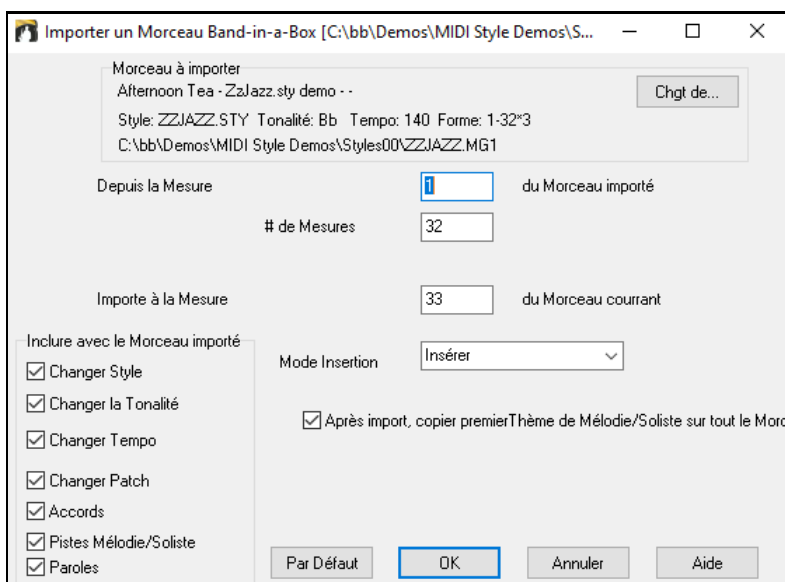 Importer un Morceau Band-in-a-Box [C:\bb\Demos\MIDI Style Demos\S...
Morceau à importer
Afternoon Tea - ZzJazz.sty demo - -
Chgt de...
Style: ZZJAZZ.STY Tonalité: Bb Tempo: 140 Forme: 1-32*3
C:\bb\Demos\MIDI Style Demos\Styles00\ZZJAZZ.MG1
Depuis la Mesure 1 du Morceau importé
# de Mesures 32
Importe à la Mesure 33 du Morceau courrant
Inclure avec le Morceau importé
Mode Insertion Insérer
Changer Style
Changer la Tonalité
Après import, copier premierThème de Mélodie/Soliste sur tout le Morc
Changer Tempo
Changer Patch
Accords
Pistes Mélodie/Soliste
Paroles
Par Défaut OK Annuler Aide